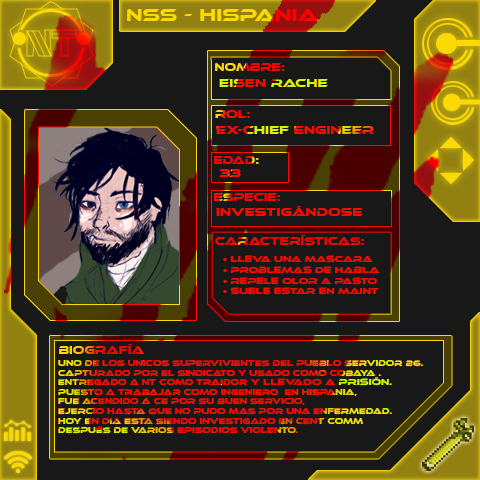 NT
NSS - HISPANIA
NOMBRE:
EISEN RACHE
ROL:
EX-CHIEF ENGINEER
EDAD:
33
ESPECIE:
INVESTIGÁNDOSE
CARACTERÍSTICAS:
• LLEVA UNA MASCARA
• PROBLEMAS DE HABLA
• REPELE OLOR A PASTO
• SUELE ESTAR EN MAINT
BIOGRAFÍA
UNO DE LOS UNICOS SUPERVIVIENTES DEL PUEBLO SERVIDOR 26.
CAPTURADO POR EL SINDICATO Y USADO COMO COBAYA .
ENTREGADO A NT COMO TRAIDOR Y LLEVADO A PRISIÓN.
PUESTO A TRABAJAR COMO INGENIERO EN HISPANIA,
FUE ACENDIDO A CE POR SU BUEN SERVICIO,
EJERCIO HASTA QUE NO PUDO MAS POR UNA ENFERMEDAD.
HOY EN DIA ESTA SIENDO INVESTIGADO EN CENT COMM
DESPUÉS DE VARIOS EPISODIOS VIOLENTO.